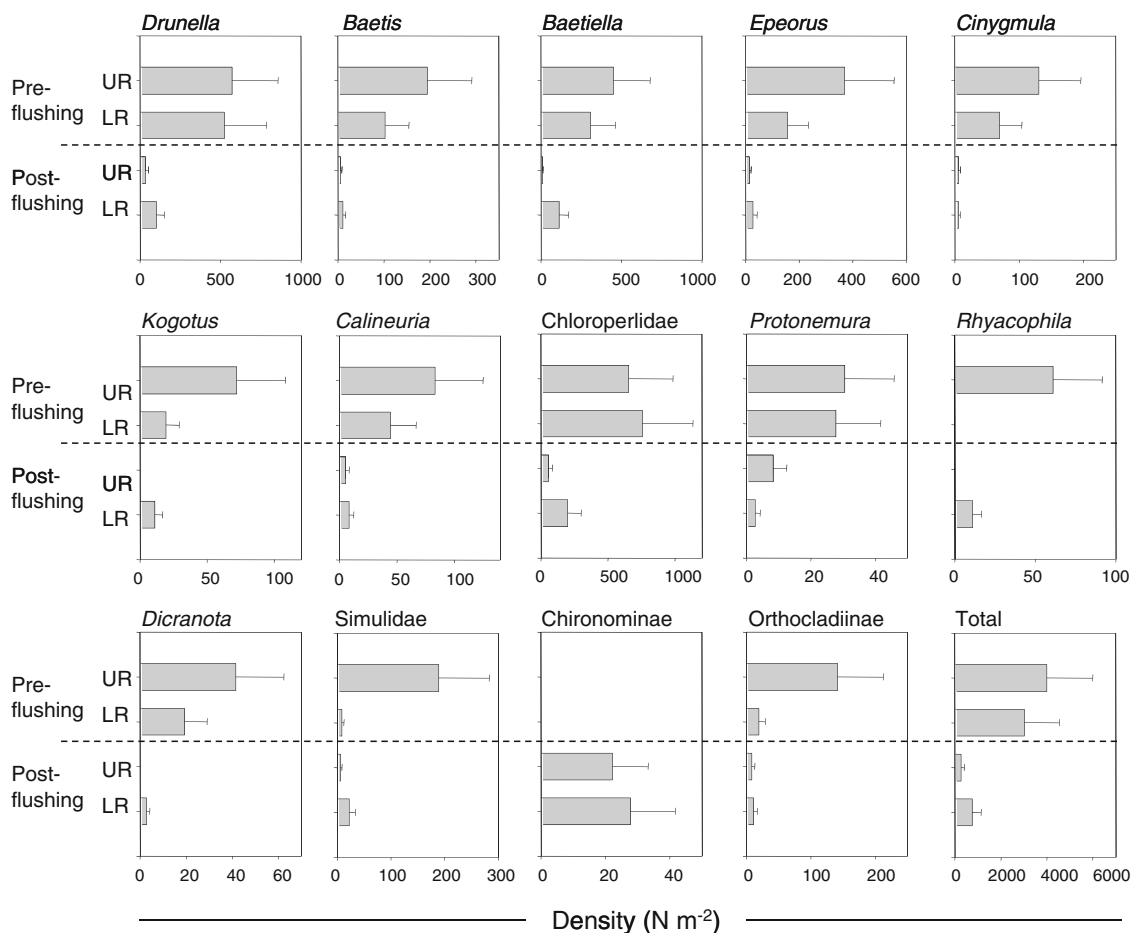 Drunella Baetis Baetiella Epeorus Cinygmula
Pre-
flushing
UR
LR
Post-
flushing
UR
LR
0 500 1000 0 100 200 300 0 500 1000 0 200 400 600 0 100 200
Kogotus Calineuria Chloroperlidae Protonemura Rhyacophila
Pre-
flushing
UR
LR
Post-
flushing
UR
LR
0 50 100 0 50 100 0 500 1000 0 20 40 0 50 100
Dicranota Simulidae Chironominae Orthocladiinae Total
Pre-
flushing
UR
LR
Post-
flushing
UR
LR
0 20 40 60 0 100 200 300 0 20 40 0 100 200 0 2000 4000 6000
Density (N m-2)